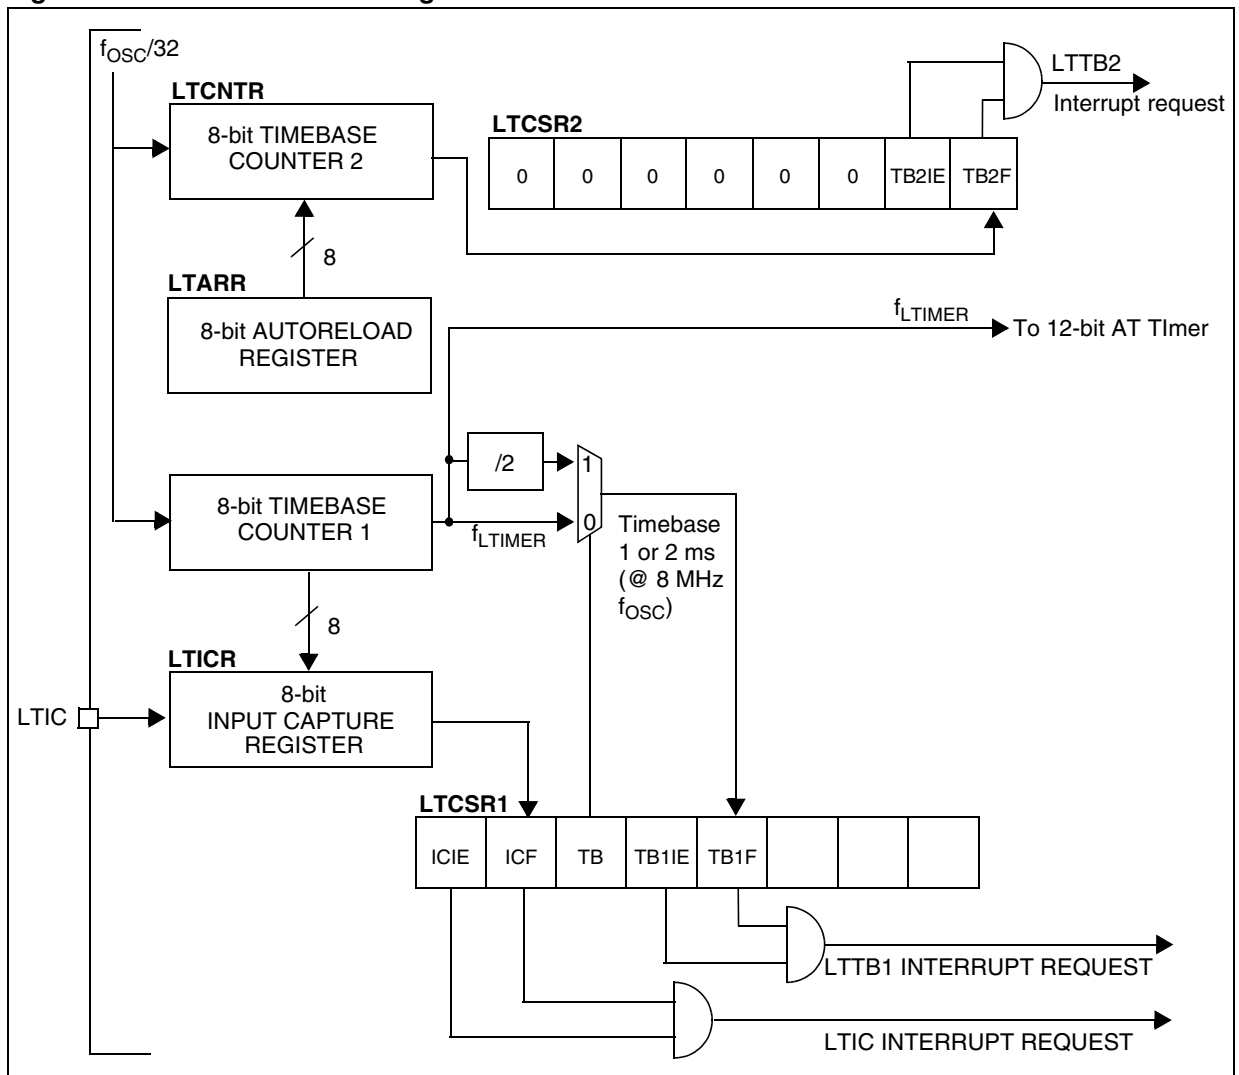 fOSC/32
LTCNTR
8-bit TIMEBASE
COUNTER 2
8
LTARR
8-bit AUTORELOAD
REGISTER
LTCSR2
0 0 0 0 0 0 TB2IE TB2F
LTTB2
Interrupt request
fLTIMER
To 12-bit AT TImer
8-bit TIMEBASE
COUNTER 1
/2
1
0
fLTIMER
Timebase
1 or 2 ms
(@ 8 MHz
fOSC)
8
LTICR
LTIC
8-bit
INPUT CAPTURE
REGISTER
LTCSR1
ICIE ICF TB TB1IE TB1F
LTTB1 INTERRUPT REQUEST
LTIC INTERRUPT REQUEST